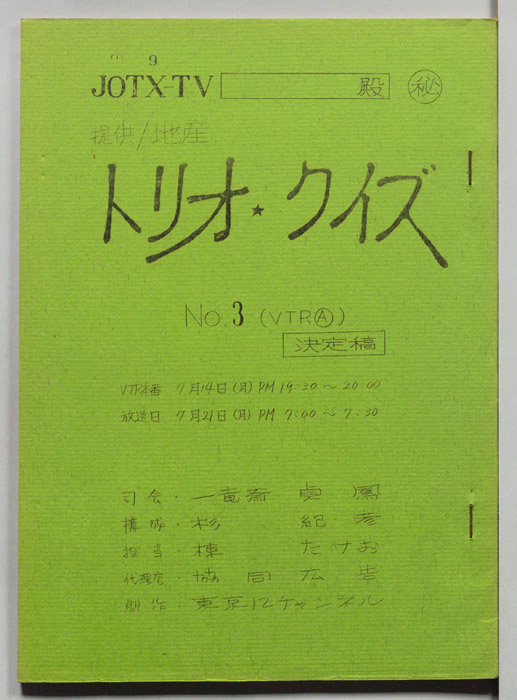 9
JOTX-TV 殿 ㊙
提供/地産
トリオ★クイズ
No.3 (VTRⒶ)
決定稿
VTR本番 7月14日(月) PM 19:30~20:00
放送日 7月21日(月) PM 7:00~7:30
司会・一竜斎 貞鳳
構成・杉 紀彦
担当・棟 たけお
代理店・協同広告
制作・東京12チャンネル